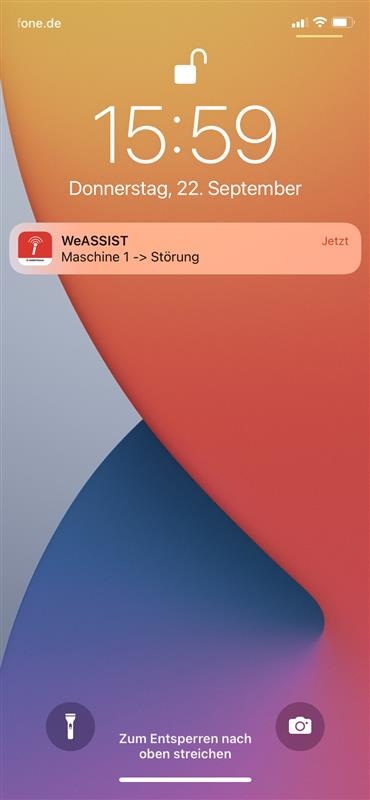 fone.de
15:59
Donnerstag, 22. September
WeASSIST
Jetzt
Maschine 1 -> Störung
Zum Entsperren nach
oben streichen